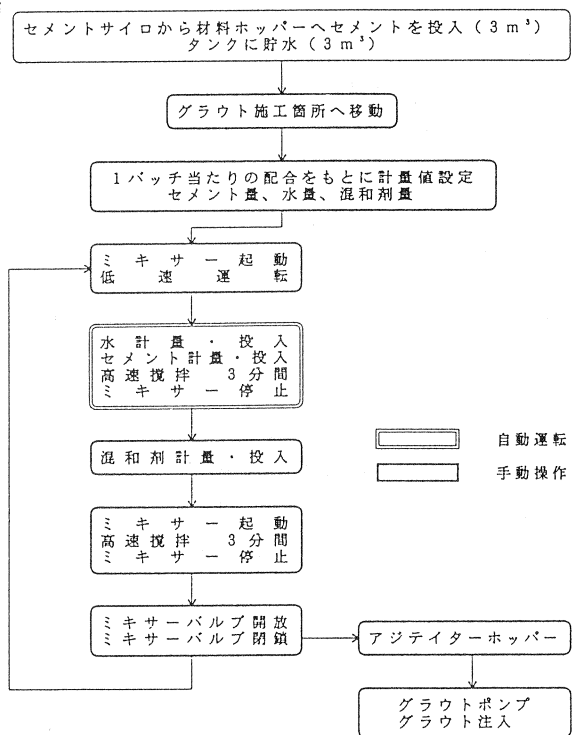 セメントサイロから材料ホッパーへセメントを投入(3m³)
タンクに貯水(3m³)
グラウト施工箇所へ移動
1バッチ当たりの配合をもとに計量値設定
セメント量、水量、混和剤量
ミキサー起動
低速運転
水計量・投入
セメント計量・投入
高速撹拌 3分間
ミキサー停止
自動運転
混和剤計量・投入
手動操作
ミキサー起動
高速撹拌 3分間
ミキサー停止
ミキサーバルブ開放
ミキサーバルブ閉鎖
アジテイターホッパー
グラウトポンプ
グラウト注入